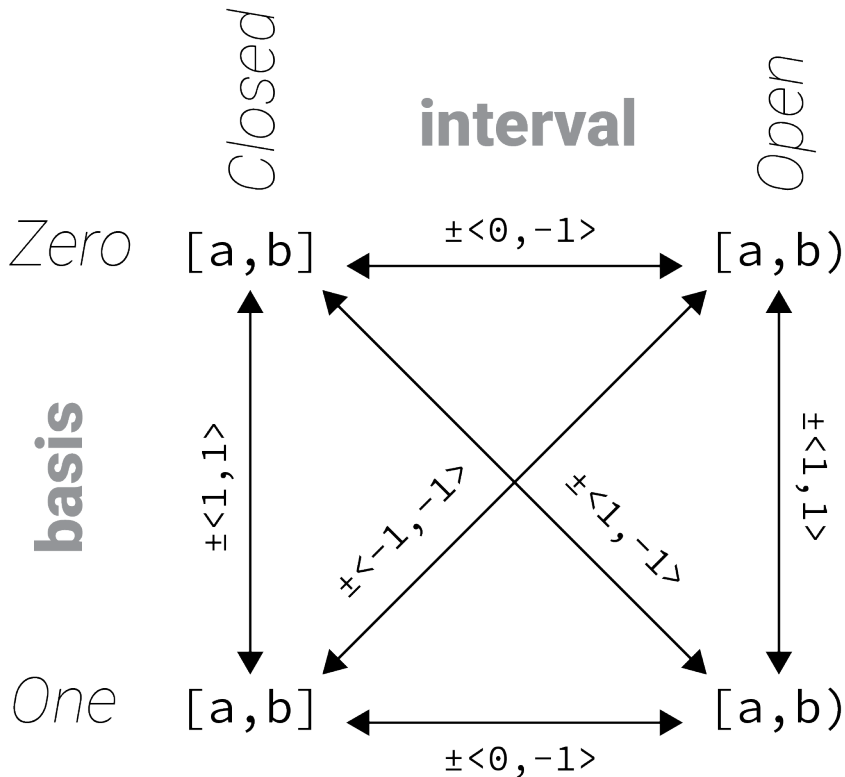 Closed
interval
Open
Zero
[a,b]
±<0,-1>
[a,b)
basis
±<1,1>
±<-1,-1>
±<1,-1>
±<1,1>
One
[a,b]
±<0,-1>
[a,b)